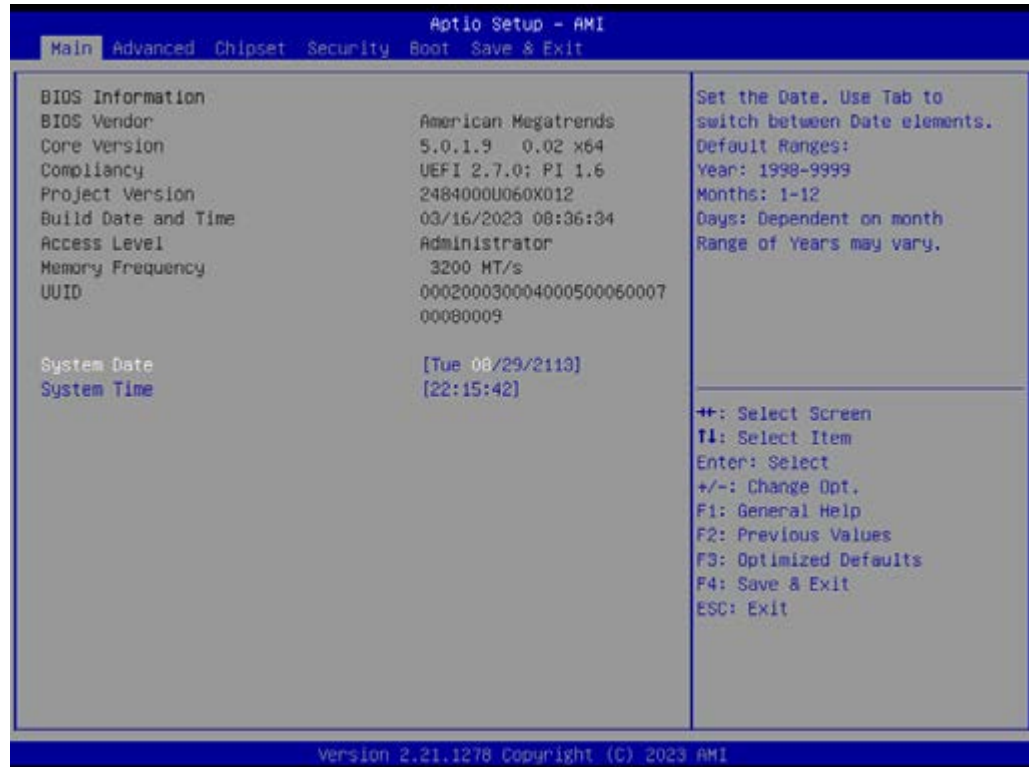 Aptio Setup - AMI
Main Advanced Chipset Security Boot Save & Exit
BIOS Information
BIOS Vendor American Megatrends
Core Version 5.0.1.9 0.02 x64
Compliancy UEFI 2.7.0; PI 1.6
Project Version 2484000U060X012
Build Date and Time 03/16/2023 08:36:34
Access Level Administrator
Memory Frequency 3200 MT/s
UUID 000200030004000500060007
00080009
System Date [Tue 08/29/2113]
System Time [22:15:42]
Set the Date. Use Tab to
switch between Date elements.
Default Ranges:
Year: 1998-9999
Months: 1-12
Days: Dependent on month
Range of Years may vary.
→←: Select Screen
↑↓: Select Item
Enter: Select
+/-: Change Opt.
F1: General Help
F2: Previous Values
F3: Optimized Defaults
F4: Save & Exit
ESC: Exit
Version 2.21.1278 Copyright (C) 2023 AMI